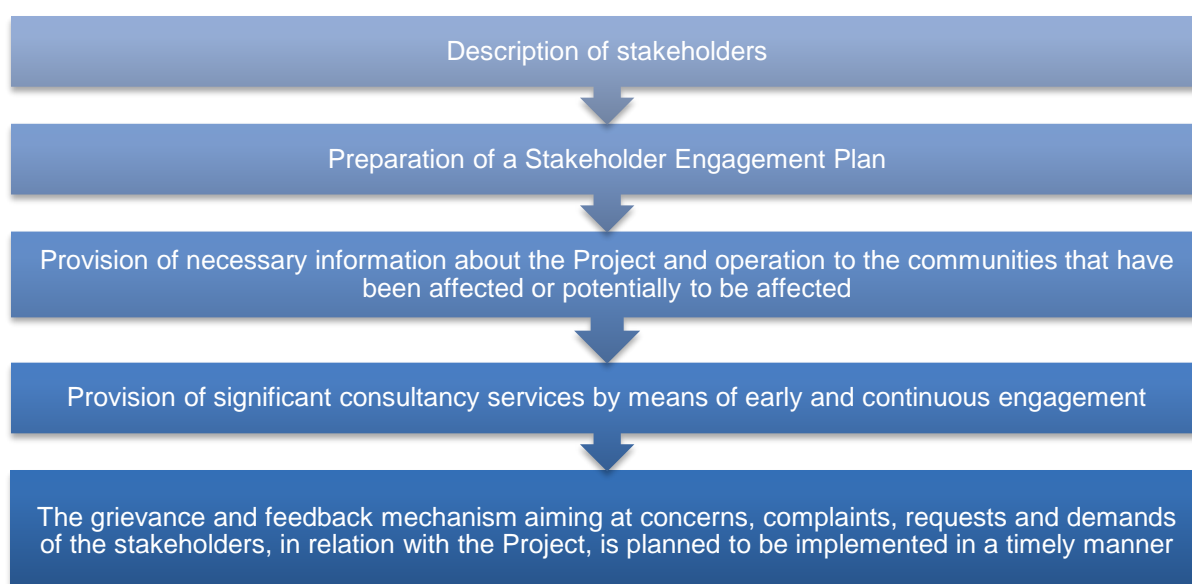 Description of stakeholders
Preparation of a Stakeholder Engagement Plan
Provision of necessary information about the Project and operation to the communities that have
been affected or potentially to be affected
Provision of significant consultancy services by means of early and continuous engagement
The grievance and feedback mechanism aiming at concerns, complaints, requests and demands
of the stakeholders, in relation with the Project, is planned to be implemented in a timely manner